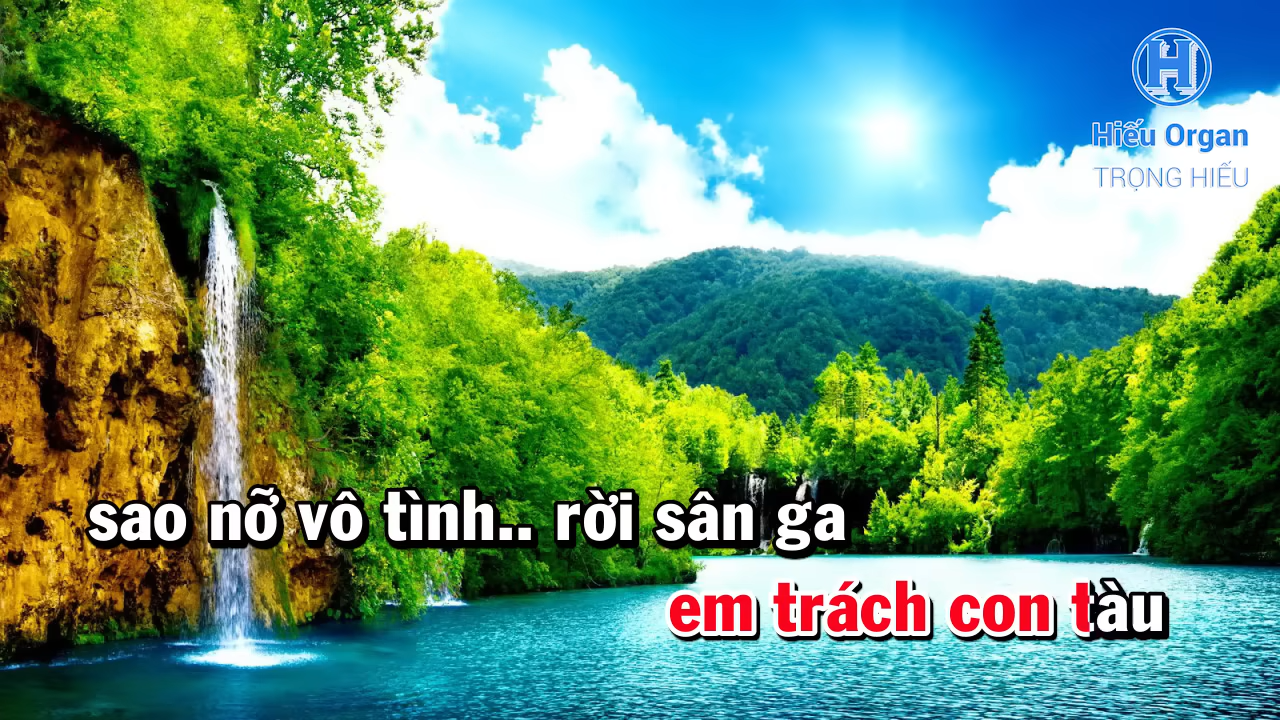 H
Hiếu Organ
TRỌNG HIẾU
sao nỡ vô tình.. rời sân ga
em trách con tàu